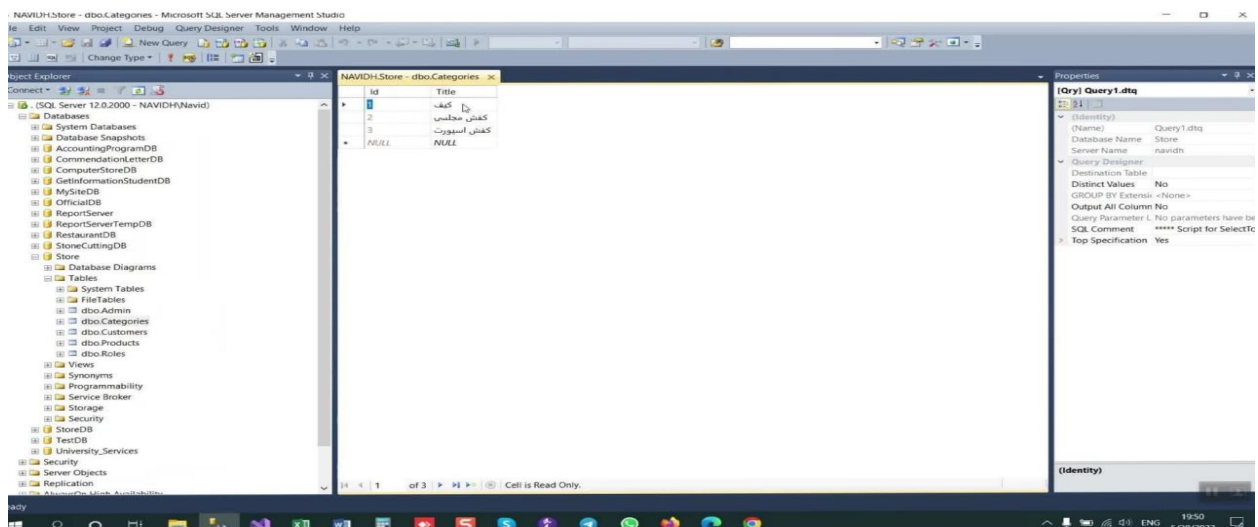 NAVIDH.Store - dbo.Categories - Microsoft SQL Server Management Studio
Edit View Project Debug Query Designer Tools Window Help
New Query
Change Type
Object Explorer
Connect
. (SQL Server 12.0.2000 - NAVIDH\Navid)
Databases
System Databases
Database Snapshots
AccountingProgramDB
CommendationLetterDB
ComputerStoreDB
GetInformationStudentDB
MySiteDB
OfficialDB
ReportServer
ReportServerTempDB
RestaurantDB
StoneCuttingDB
Store
Database Diagrams
Tables
System Tables
FileTables
dbo.Admin
dbo.Categories
dbo.Customers
dbo.Products
dbo.Roles
Views
Synonyms
Programmability
Service Broker
Storage
Security
StoreDB
TestDB
University_Services
Security
Server Objects
Replication
AlwaysOn High Availability
NAVIDH.Store - dbo.Categories
Id Title
1 کیف
2 کفش مجلسی
3 کفش اسپورت
NULL NULL
1 of 3 Cell is Read Only.
Properties
[Qry] Query1.dtq
(Identity)
(Name) Query1.dtq
Database Name Store
Server Name navidh
Query Designer
Destination Table
Distinct Values No
GROUP BY Extensi <None>
Output All Column No
Query Parameter L No parameters have be
SQL Comment ***** Script for SelectTo
Top Specification Yes
(Identity)
eady
ENG 19:50